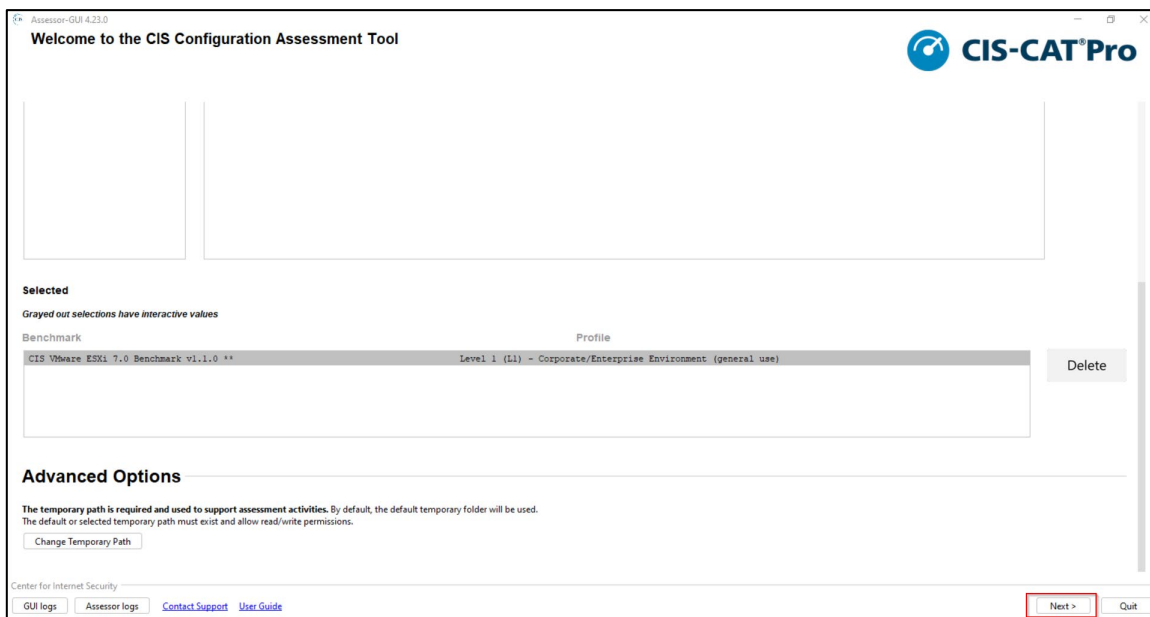 CIS Assessor-GUI 4.23.0
Welcome to the CIS Configuration Assessment Tool
CIS-CAT®Pro
Selected
Grayed out selections have interactive values
Benchmark Profile
CIS VMware ESXi 7.0 Benchmark v1.1.0 ** Level 1 (L1) - Corporate/Enterprise Environment (general use)
Delete
Advanced Options
The temporary path is required and used to support assessment activities. By default, the default temporary folder will be used.
The default or selected temporary path must exist and allow read/write permissions.
Change Temporary Path
Center for Internet Security
GUI logs Assessor logs Contact Support User Guide Next > Quit